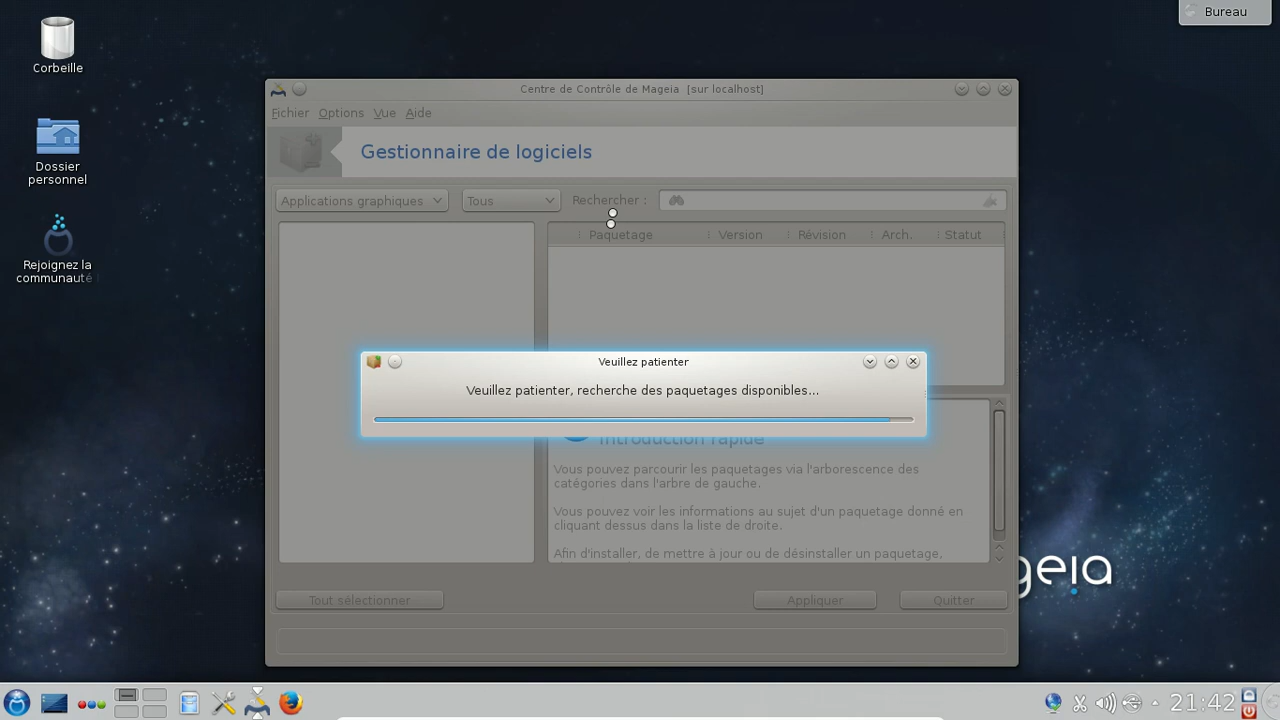 Bureau
Corbeille
Dossier
personnel
Rejoignez la
communauté
Centre de Contrôle de Mageia [sur localhost]
Fichier Options Vue Aide
Gestionnaire de logiciels
Applications graphiques Tous Rechercher :
Paquetage Version Révision Arch. Statut
Veuillez patienter
Veuillez patienter, recherche des paquetages disponibles...
Introduction rapide
Vous pouvez parcourir les paquetages via l'arborescence des
catégories dans l'arbre de gauche.
Vous pouvez voir les informations au sujet d'un paquetage donné en
cliquant dessus dans la liste de droite.
Afin d'installer, de mettre à jour ou de désinstaller un paquetage,
geia
Tout sélectionner Appliquer Quitter
21:42